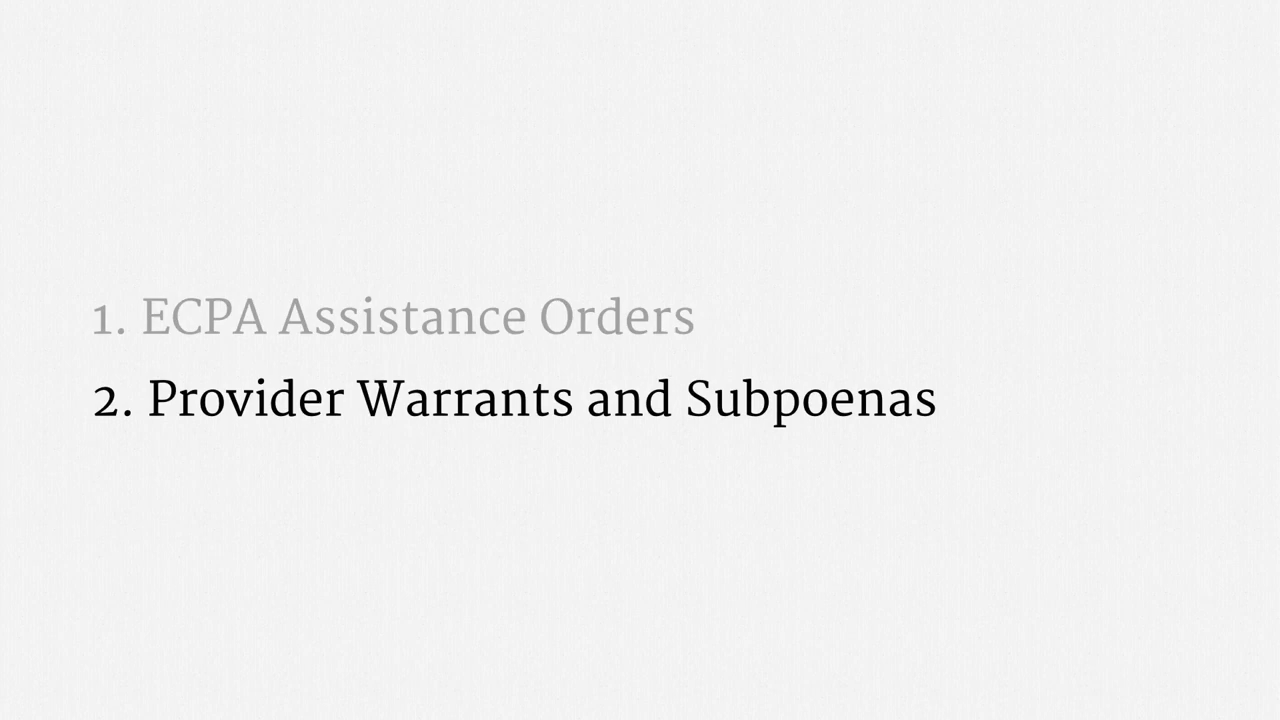 1. ECPA Assistance Orders
2. Provider Warrants and Subpoenas